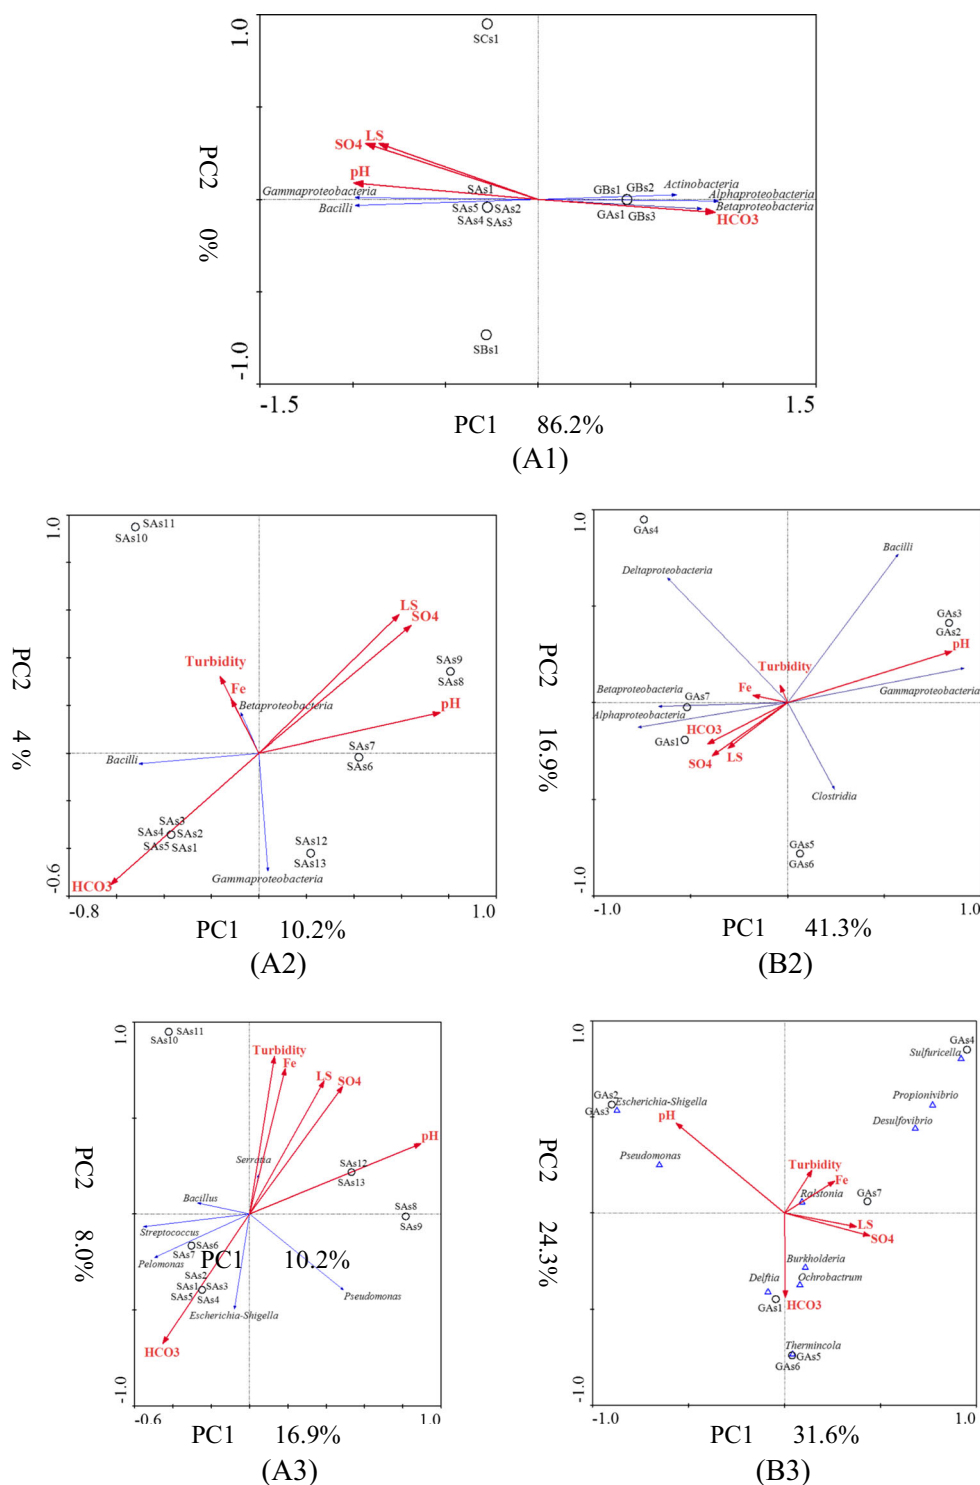 1.0
SCs1
LS
SO4
pH
Gammaproteobacteria
Bacilli
SAs1
SAs5 SAs2
SAs4 SAs3
GBs1 GBs2
GAs1 GBs3
Actinobacteria
Alphaproteobacteria
Betaproteobacteria
HCO3
SBs1
PC2 0%
-1.0
-1.5
1.5
PC1 86.2%
(A1)
1.0
SAs11
SAs10
LS
SO4
Turbidity
Fe
Betaproteobacteria
SAs9
SAs8
pH
SAs7
SAs6
Bacilli
SAs3
SAs4 SAs2
SAs5 SAs1
SAs12
SAs13
Gammaproteobacteria
HCO3
PC2 4 %
-0.9
-0.8
1.0
PC1 10.2%
(A2)
1.0
GAs4
Bacilli
Deltaproteobacteria
GAs3
GAs2
pH
Turbidity
Fe
Gammaproteobacteria
Betaproteobacteria
GAs7
Alphaproteobacteria
HCO3
GAs1
SO4
LS
Clostridia
GAs5
GAs6
PC2 16.9%
-1.0
-1.0
1.0
PC1 41.3%
(B2)
1.0
SAs11
SAs10
Turbidity
Fe
LS
SO4
pH
Serratia
SAs12
SAs13
Bacillus
SAs8
SAs9
Streptococcus
SAs6
SAs7
Pelomonas
PC1 10.2%
SAs2
SAs1 SAs3
SAs5 SAs4
Pseudomonas
Escherichia-Shigella
HCO3
PC2 8.0%
-1.0
-0.6
1.0
PC1 16.9%
(A3)
1.0
GAs4
Sulfuricella
GAs2
GAs3
Escherichia-Shigella
pH
Propionivibrio
Desulfovibrio
Pseudomonas
Turbidity
Fe
Ralstonia
GAs7
LS
SO4
Burkholderia
Delftia
Ochrobactrum
GAs1
HCO3
Thermincola
GAs5
GAs6
PC2 24.3%
-1.0
-1.0
1.0
PC1 31.6%
(B3)